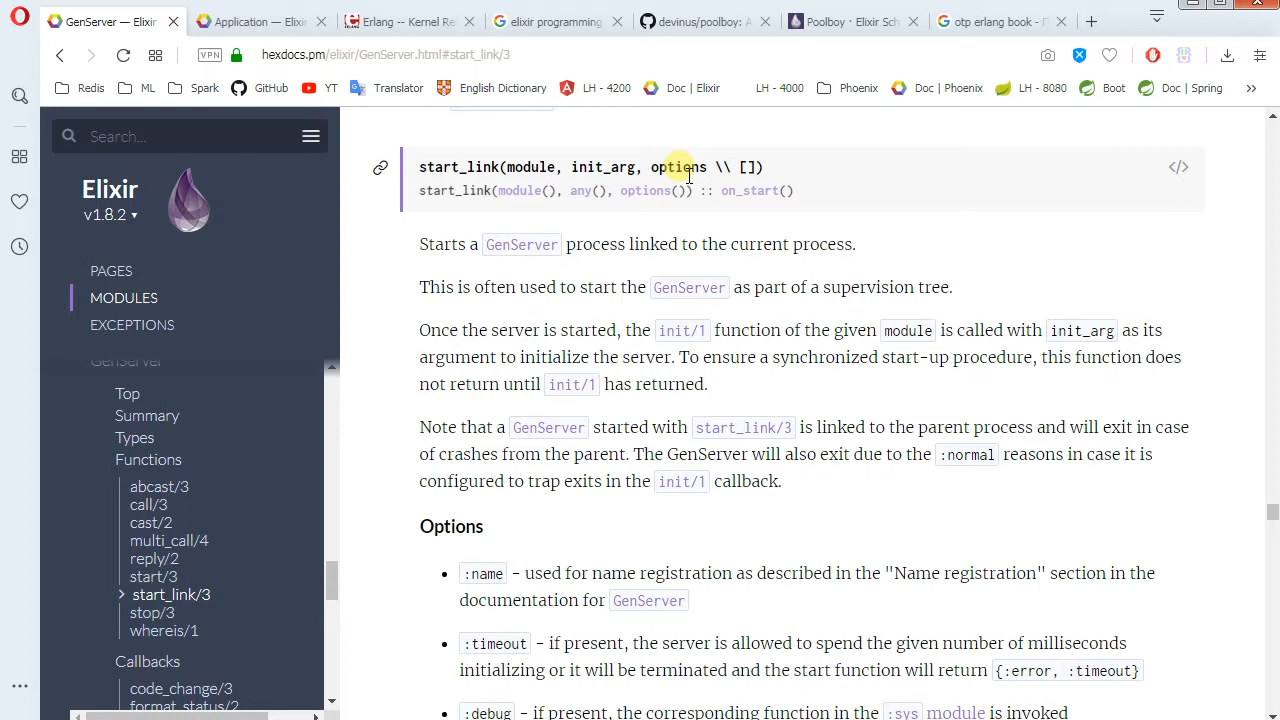 GenServer — Elixir
Application — Elixi
Erlang -- Kernel Re
elixir programming
devinus/poolboy:
Poolboy · Elixir Sch
otp erlang book - П
VPN
hexdocs.pm/elixir/GenServer.html#start_link/3
Redis
ML
Spark
GitHub
YT
Translator
English Dictionary
LH - 4200
Doc | Elixir
LH - 4000
Phoenix
Doc | Phoenix
LH - 8080
Boot
Doc | Spring
»
Search...
Elixir
v1.8.2 ▾
PAGES
MODULES
EXCEPTIONS
GenServer
Top
Summary
Types
Functions
abcast/3
call/3
cast/2
multi_call/4
reply/2
start/3
start_link/3
stop/3
whereis/1
Callbacks
code_change/3
format_status/2
start_link(module, init_arg, options \\ [])
</>
start_link(module(), any(), options()) :: on_start()
Starts a GenServer process linked to the current process.
This is often used to start the GenServer as part of a supervision tree.
Once the server is started, the init/1 function of the given module is called with init_arg as its
argument to initialize the server. To ensure a synchronized start-up procedure, this function does
not return until init/1 has returned.
Note that a GenServer started with start_link/3 is linked to the parent process and will exit in case
of crashes from the parent. The GenServer will also exit due to the :normal reasons in case it is
configured to trap exits in the init/1 callback.
Options
• :name - used for name registration as described in the "Name registration" section in the
documentation for GenServer
• :timeout - if present, the server is allowed to spend the given number of milliseconds
initializing or it will be terminated and the start function will return {:error, :timeout}
• :debug - if present, the corresponding function in the :sys module is invoked